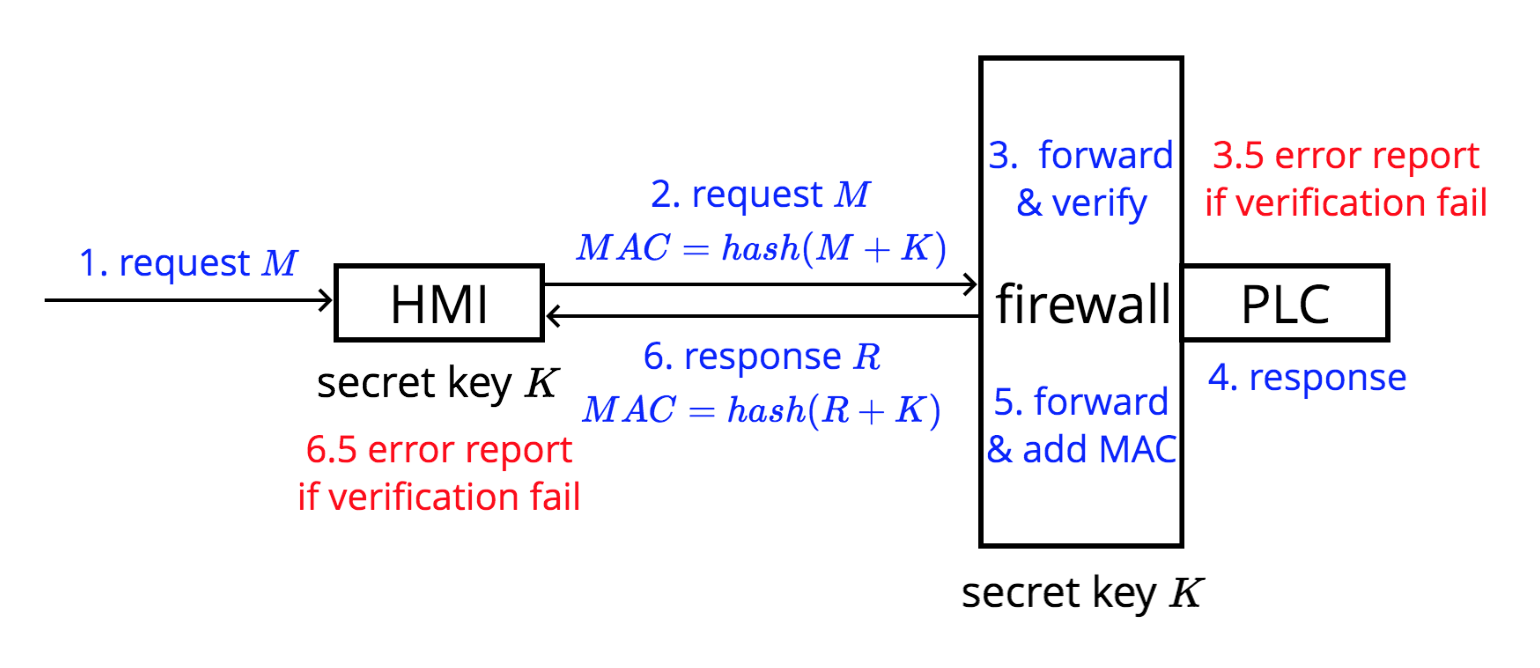 1. request M
HMI
secret key K
6.5 error report
if verification fail
2. request M
MAC = hash(M + K)
6. response R
MAC = hash(R + K)
3. forward
& verify
firewall
5. forward
& add MAC
secret key K
3.5 error report
if verification fail
PLC
4. response